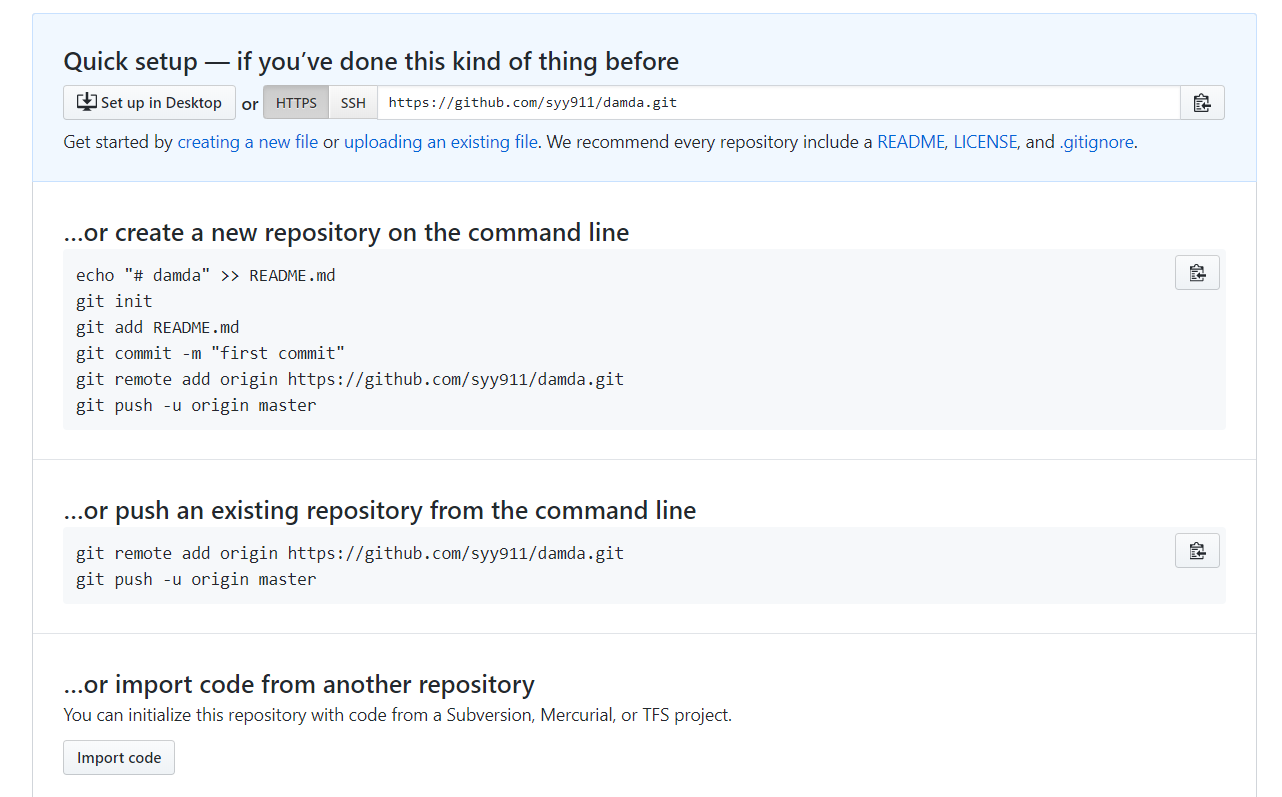 Quick setup — if you’ve done this kind of thing before
Set up in Desktop or HTTPS SSH https://github.com/syy911/damda.git
Get started by creating a new file or uploading an existing file. We recommend every repository include a README, LICENSE, and .gitignore.
…or create a new repository on the command line
echo "# damda" >> README.md
git init
git add README.md
git commit -m "first commit"
git remote add origin https://github.com/syy911/damda.git
git push -u origin master
…or push an existing repository from the command line
git remote add origin https://github.com/syy911/damda.git
git push -u origin master
…or import code from another repository
You can initialize this repository with code from a Subversion, Mercurial, or TFS project.
Import code